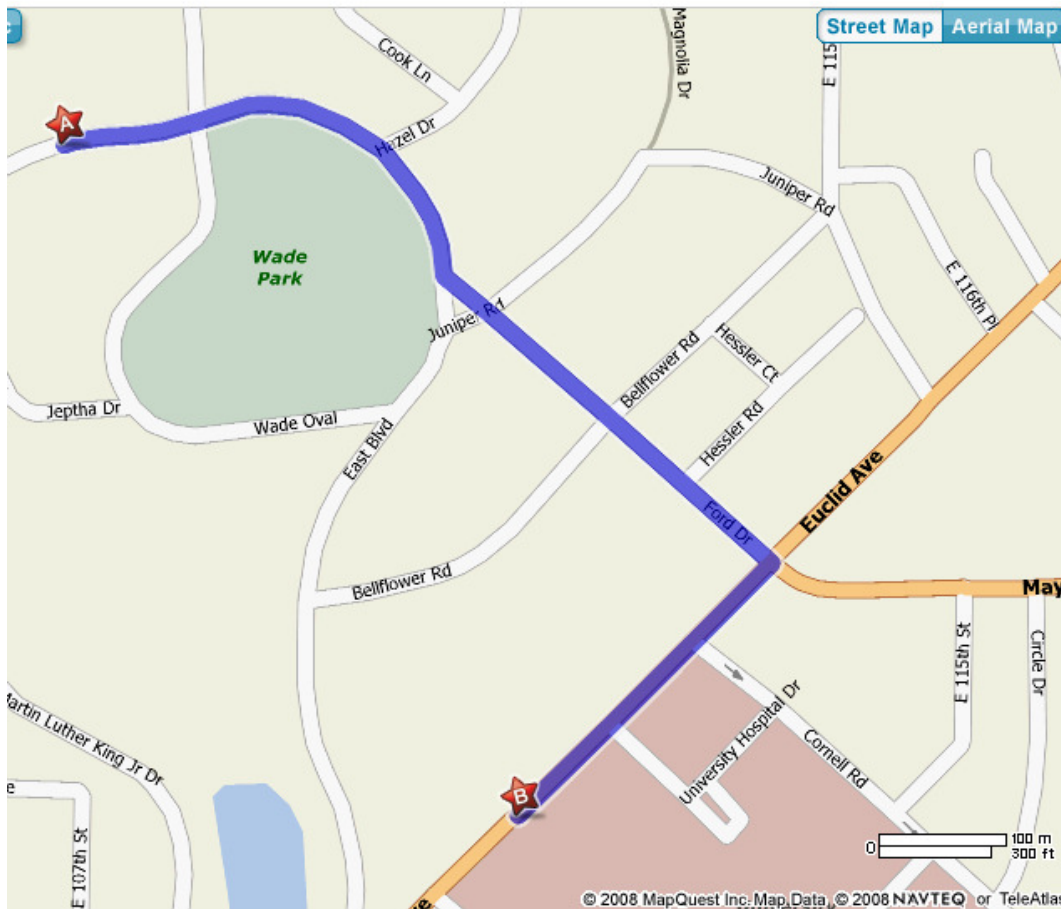 Street Map
Aerial Map
Magnolia Dr
E 115
Cook Ln
A
Hazel Dr
Juniper Rd
Wade
Park
E 116th Pl
Juniper Rd
Hessler Ct
Bellflower Rd
Jeptha Dr
Wade Oval
Hessler Rd
East Blvd
Euclid Ave
Ford Dr
Bellflower Rd
May
E 115th St
Circle Dr
Martin Luther King Jr Dr
University Hospital Dr
Cornell Rd
B
E 107th St
0
100 m
300 ft
© 2008 MapQuest Inc. Map Data © 2008 NAVTEQ or TeleAtlas